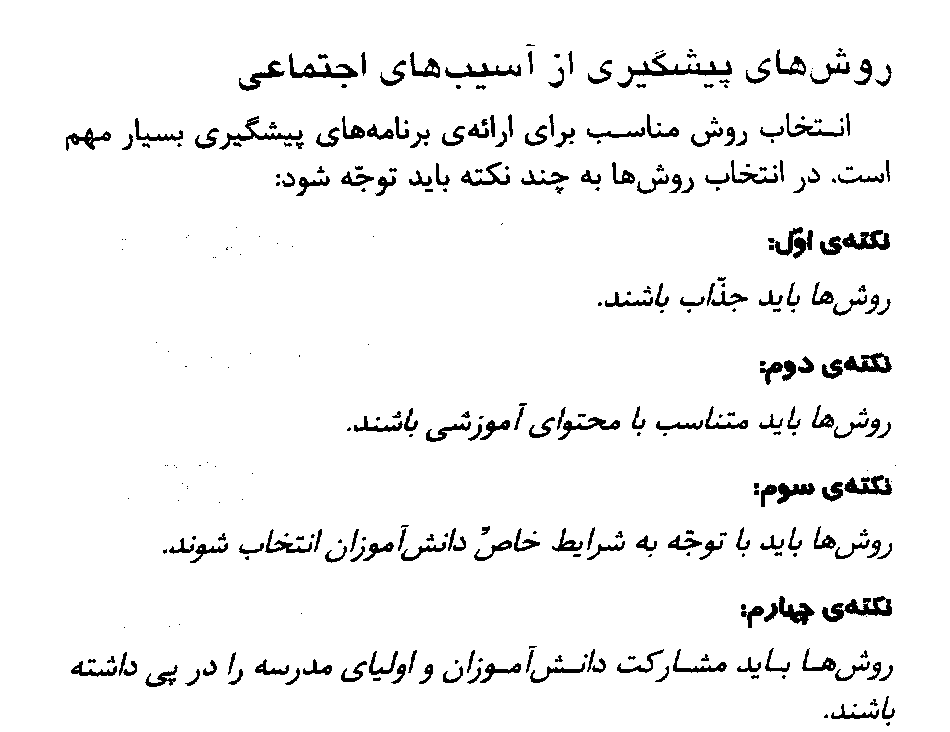 روش‌های پیشگیری از آسیب‌های اجتماعی
انتخاب روش مناسب برای ارائه‌ی برنامه‌های پیشگیری بسیار مهم
است. در انتخاب روش‌ها به چند نکته باید توجّه شود:
نکته‌ی اوّل:
روش‌ها باید جذّاب باشند.
نکته‌ی دوم:
روش‌ها باید متناسب با محتوای آموزشی باشند.
نکته‌ی سوم:
روش‌ها باید با توجّه به شرایط خاصِّ دانش‌آموزان انتخاب شوند.
نکته‌ی چهارم:
روش‌ها باید مشارکت دانش‌آموزان و اولیای مدرسه را در پی داشته
باشند.